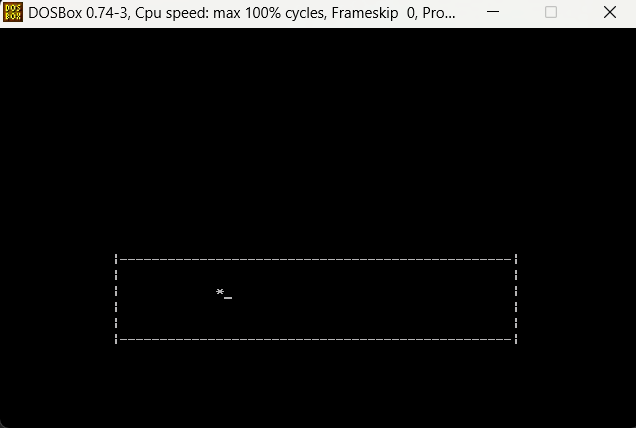 DOSBox 0.74-3, Cpu speed: max 100% cycles, Frameskip  0, Pro...
|-------------------------------------------------|
|                                                 |
|            *_                                   |
|                                                 |
|                                                 |
|-------------------------------------------------|